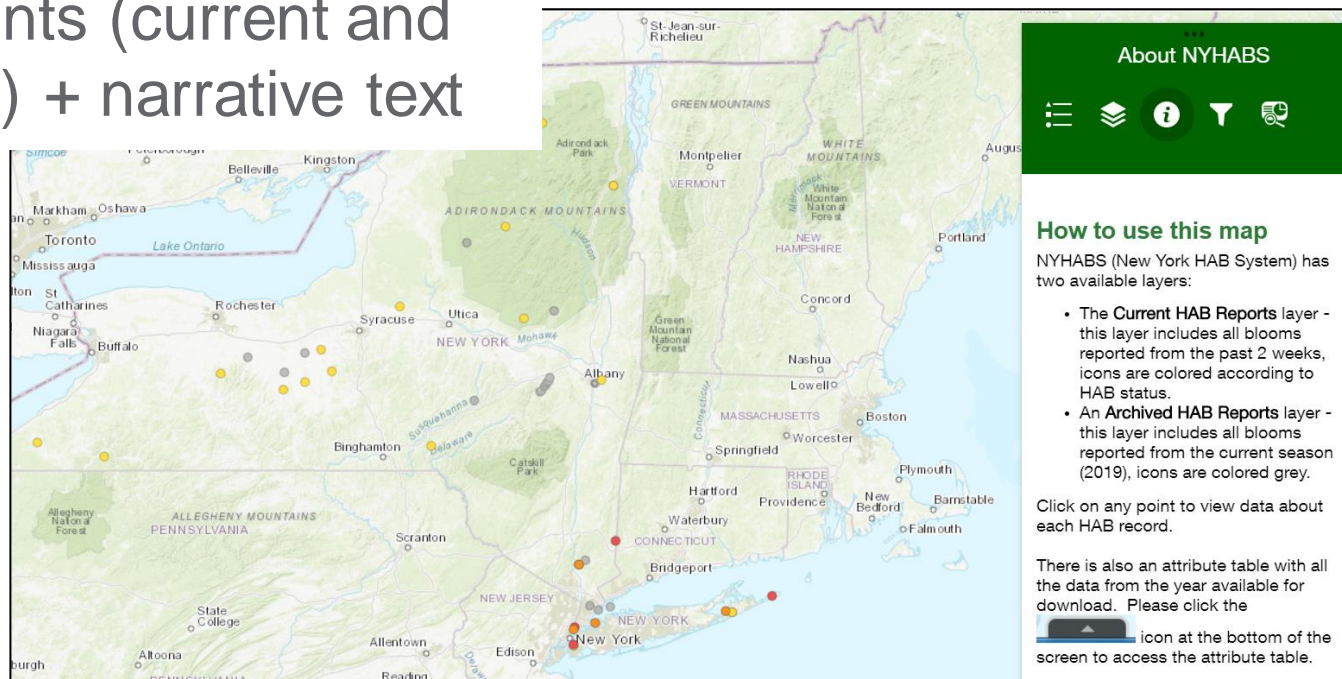 nts (current and
) + narrative text
St-Jean-sur-
Richelieu
GREEN MOUNTAINS
Adirondack
Park
Montpelier
WHITE
MOUNTAINS
Augus
Simcoe
Belleville
Kingston
VERMONT
White
Mountain
National
Forest
ADIRONDACK MOUNTAINS
Markham
Oshawa
Toronto
Lake Ontario
Hudson
NEW
HAMPSHIRE
Portland
Mississauga
lton
St
Catharines
Rochester
Syracuse
Utica
Concord
Niagara
Falls
Buffalo
NEW YORK
Mohawk
Green
Mountain
National
Forest
Nashua
Albany
Lowell
Connecticut
MASSACHUSETTS
Boston
Worcester
Susquehanna
Delaware
Binghamton
Springfield
Catskill
Park
Plymouth
RHODE
ISLAND
Hartford
Providence
New
Bedford
Barnstable
Allegheny
National
Forest
ALLEGHENY MOUNTAINS
PENNSYLVANIA
Waterbury
Falmouth
Scranton
CONNECTICUT
Bridgeport
NEW JERSEY
NEW YORK
State
College
New York
Allentown
Edison
Altoona
burgh
Reading
PENNSYLVANIA
About NYHABS
How to use this map
NYHABS (New York HAB System) has
two available layers:
• The Current HAB Reports layer -
this layer includes all blooms
reported from the past 2 weeks,
icons are colored according to
HAB status.
• An Archived HAB Reports layer -
this layer includes all blooms
reported from the current season
(2019), icons are colored grey.
Click on any point to view data about
each HAB record.
There is also an attribute table with all
the data from the year available for
download. Please click the
icon at the bottom of the
screen to access the attribute table.